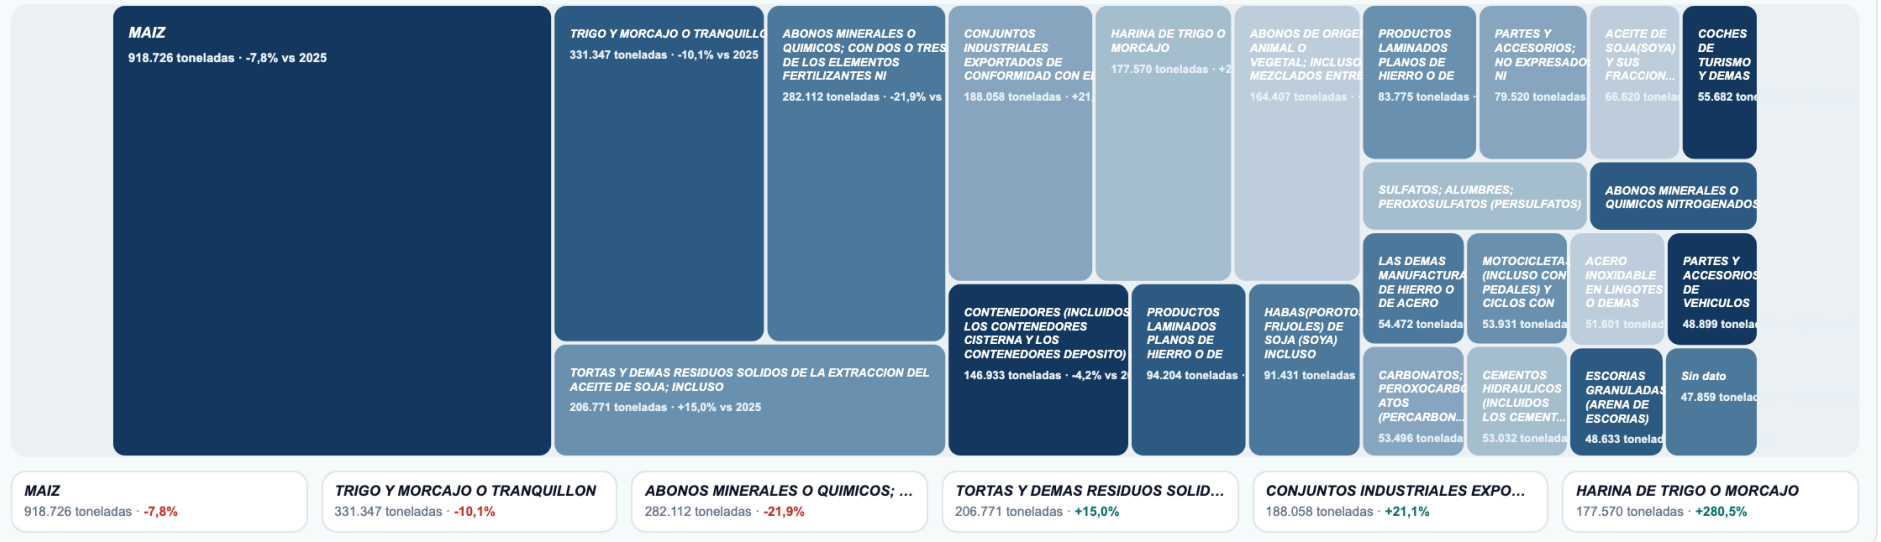 MAIZ
918.726 toneladas · -7,8% vs 2025
TRIGO Y MORCAJO O TRANQUILLO
331.347 toneladas · -10,1% vs 2025
ABONOS MINERALES O
QUIMICOS; CON DOS O TRES
DE LOS ELEMENTOS
FERTILIZANTES NI
282.112 toneladas · -21,9% vs
TORTAS Y DEMAS RESIDUOS SOLIDOS DE LA EXTRACCION DEL
ACEITE DE SOJA; INCLUSO
206.771 toneladas · +15,0% vs 2025
CONJUNTOS
INDUSTRIALES
EXPORTADOS DE
CONFORMIDAD CON EL
188.058 toneladas · +21,
HARINA DE TRIGO O
MORCAJO
177.570 toneladas · +2
ABONOS DE ORIGE
ANIMAL O
VEGETAL; INCLUSO
MEZCLADOS ENTRE
164.407 toneladas · -
CONTENEDORES (INCLUIDOS
LOS CONTENEDORES
CISTERNA Y LOS
CONTENEDORES DEPOSITO)
146.933 toneladas · -4,2% vs 20
PRODUCTOS
LAMINADOS
PLANOS DE
HIERRO O DE
94.204 toneladas ·
HABAS(POROTOS
FRIJOLES) DE
SOJA (SOYA)
INCLUSO
91.431 toneladas
PRODUCTOS
LAMINADOS
PLANOS DE
HIERRO O DE
83.775 toneladas ·
PARTES Y
ACCESORIOS;
NO EXPRESADO
NI
79.520 toneladas
ACEITE DE
SOJA(SOYA)
Y SUS
FRACCION...
66.620 tonelad
COCHES
DE
TURISMO
Y DEMAS
55.682 tone
SULFATOS; ALUMBRES;
PEROXOSULFATOS (PERSULFATOS)
ABONOS MINERALES O
QUIMICOS NITROGENADOS
LAS DEMAS
MANUFACTURA
DE HIERRO O
DE ACERO
54.472 tonelada
MOTOCICLETAS
(INCLUSO CON
PEDALES) Y
CICLOS CON
53.931 tonelada
ACERO
INOXIDABLE
EN LINGOTES
O DEMAS
51.601 tonelad
PARTES Y
ACCESORIOS
DE
VEHICULOS
48.899 tonelad
CARBONATOS;
PEROXOCARBO
ATOS
(PERCARBON...
53.496 tonelada
CEMENTOS
HIDRAULICOS
(INCLUIDOS
LOS CEMENT...
53.032 tonelada
ESCORIAS
GRANULADAS
(ARENA DE
ESCORIAS)
48.633 tonelad
Sin dato
47.859 tonelad
MAIZ
918.726 toneladas · -7,8%
TRIGO Y MORCAJO O TRANQUILLON
331.347 toneladas · -10,1%
ABONOS MINERALES O QUIMICOS; ...
282.112 toneladas · -21,9%
TORTAS Y DEMAS RESIDUOS SOLID...
206.771 toneladas · +15,0%
CONJUNTOS INDUSTRIALES EXPO...
188.058 toneladas · +21,1%
HARINA DE TRIGO O MORCAJO
177.570 toneladas · +280,5%